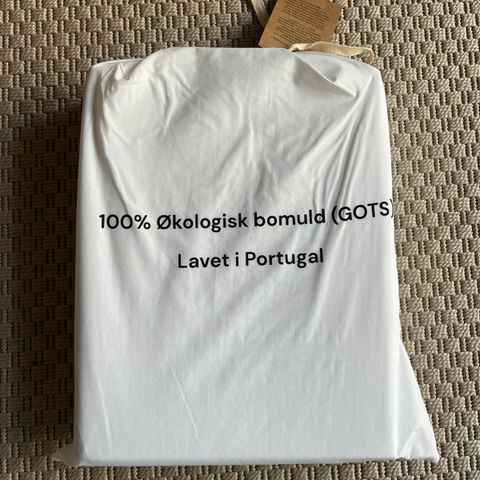 100% Økologisk bomuld (GOTS)
Lavet i Portugal